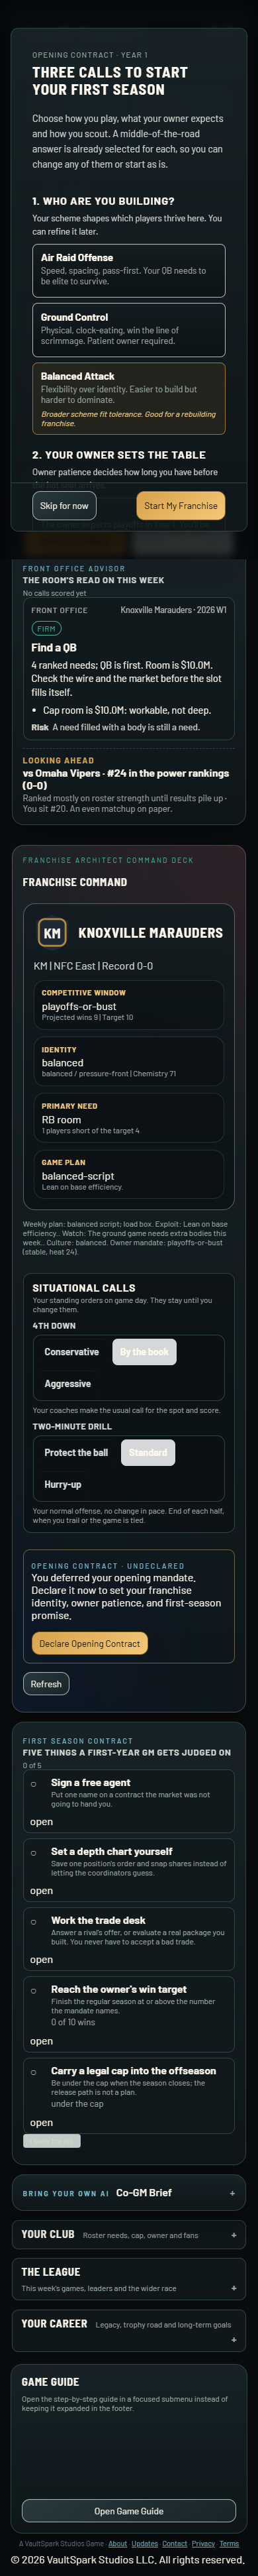 OPENING CONTRACT · YEAR 1
THREE CALLS TO START
YOUR FIRST SEASON
Choose how you play, what your owner expects
and how you scout. A middle-of-the-road
answer is already selected for each, so you can
change any of them or start as is.
1. WHO ARE YOU BUILDING?
Your scheme shapes which players thrive here. You
can refine it later.
Air Raid Offense
Speed, spacing, pass-first. Your QB needs to
be elite to survive.
Ground Control
Physical, clock-eating, win the line of
scrimmage. Patient owner required.
Balanced Attack
Flexibility over identity. Easier to build but
harder to dominate.
Broader scheme fit tolerance. Good for a rebuilding
franchise.
2. YOUR OWNER SETS THE TABLE
Owner patience decides how long you have before
Skip for now
Start My Franchise
FRONT OFFICE ADVISOR
THE ROOM'S READ ON THIS WEEK
No calls scored yet
FRONT OFFICE
Knoxville Marauders · 2026 W1
FIRM
Find a QB
4 ranked needs; QB is first. Room is $10.0M.
Check the wire and the market before the slot
fills itself.
• Cap room is $10.0M: workable, not deep.
Risk A need filled with a body is still a need.
LOOKING AHEAD
vs Omaha Vipers · #24 in the power rankings
(0-0)
Ranked mostly on roster strength until results pile up ·
You sit #20. An even matchup on paper.
FRANCHISE ARCHITECT COMMAND DECK
FRANCHISE COMMAND
KM
KNOXVILLE MARAUDERS
KM | NFC East | Record 0-0
COMPETITIVE WINDOW
playoffs-or-bust
Projected wins 9 | Target 10
IDENTITY
balanced
balanced / pressure-front | Chemistry 71
PRIMARY NEED
RB room
1 players short of the target 4
GAME PLAN
balanced-script
Lean on base efficiency.
Weekly plan: balanced script; load box. Exploit: Lean on base
efficiency.. Watch: The ground game needs extra bodies this
week.. Culture: balanced. Owner mandate: playoffs-or-bust
(stable, heat 24).
SITUATIONAL CALLS
Your standing orders on game day. They stay until you
change them.
4TH DOWN
Conservative
By the book
Aggressive
Your coaches make the usual call for the spot and score.
TWO-MINUTE DRILL
Protect the ball
Standard
Hurry-up
Your normal offense, no change in pace. End of each half,
when you trail or the game is tied.
OPENING CONTRACT · UNDECLARED
You deferred your opening mandate.
Declare it now to set your franchise
identity, owner patience, and first-season
promise.
Declare Opening Contract
Refresh
FIRST SEASON CONTRACT
FIVE THINGS A FIRST-YEAR GM GETS JUDGED ON
0 of 5
Sign a free agent
Put one name on a contract the market was not
going to hand you.
open
Set a depth chart yourself
Save one position's order and snap shares instead of
letting the coordinators guess.
open
Work the trade desk
Answer a rival's offer, or evaluate a real package you
built. You never have to accept a bad trade.
open
Reach the owner's win target
Finish the regular season at or above the number
the mandate names.
0 of 10 wins
open
Carry a legal cap into the offseason
Be under the cap when the season closes; the
release path is not a plan.
under the cap
open
BRING YOUR OWN AI Co-GM Brief +
YOUR CLUB Roster needs, cap, owner and fans +
THE LEAGUE
This week's games, leaders and the wider race +
YOUR CAREER Legacy, trophy road and long-term goals
+
GAME GUIDE
Open the step-by-step guide in a focused submenu instead of
keeping it expanded in the footer.
Open Game Guide
A VaultSpark Studios Game · About · Updates · Contact · Privacy · Terms
© 2026 VaultSpark Studios LLC. All rights reserved.